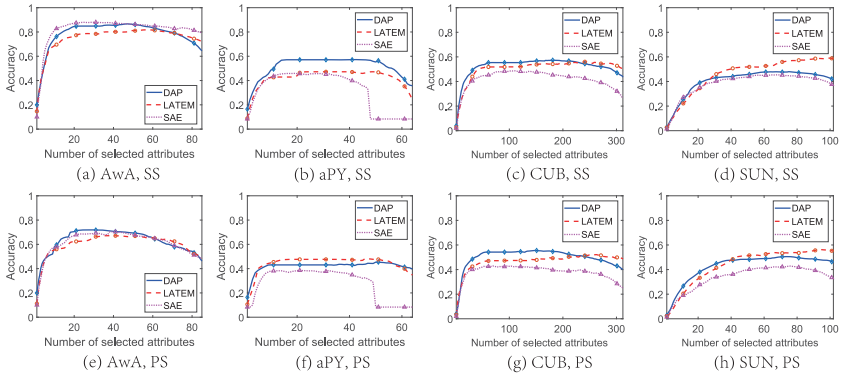 Accuracy
1
0.8
0.6
0.4
0.2
0
20 40 60 80
DAP
LATEM
SAE
Number of selected attributes
(a) AwA, SS
Accuracy
1
0.8
0.6
0.4
0.2
0
0 20 40 60
DAP
LATEM
SAE
Number of selected attributes
(b) aPY, SS
Accuracy
1
0.8
0.6
0.4
0.2
0
100 200 300
DAP
LATEM
SAE
Number of selected attributes
(c) CUB, SS
Accuracy
1
0.8
0.6
0.4
0.2
0
20 40 60 80 100
DAP
LATEM
SAE
Number of selected attributes
(d) SUN, SS
Accuracy
1
0.8
0.6
0.4
0.2
0
20 40 60 80
DAP
LATEM
SAE
Number of selected attributes
(e) AwA, PS
Accuracy
1
0.8
0.6
0.4
0.2
0
0 20 40 60
DAP
LATEM
SAE
Number of selected attributes
(f) aPY, PS
Accuracy
1
0.8
0.6
0.4
0.2
0
100 200 300
DAP
LATEM
SAE
Number of selected attributes
(g) CUB, PS
Accuracy
1
0.8
0.6
0.4
0.2
0
20 40 60 80 100
DAP
LATEM
SAE
Number of selected attributes
(h) SUN, PS